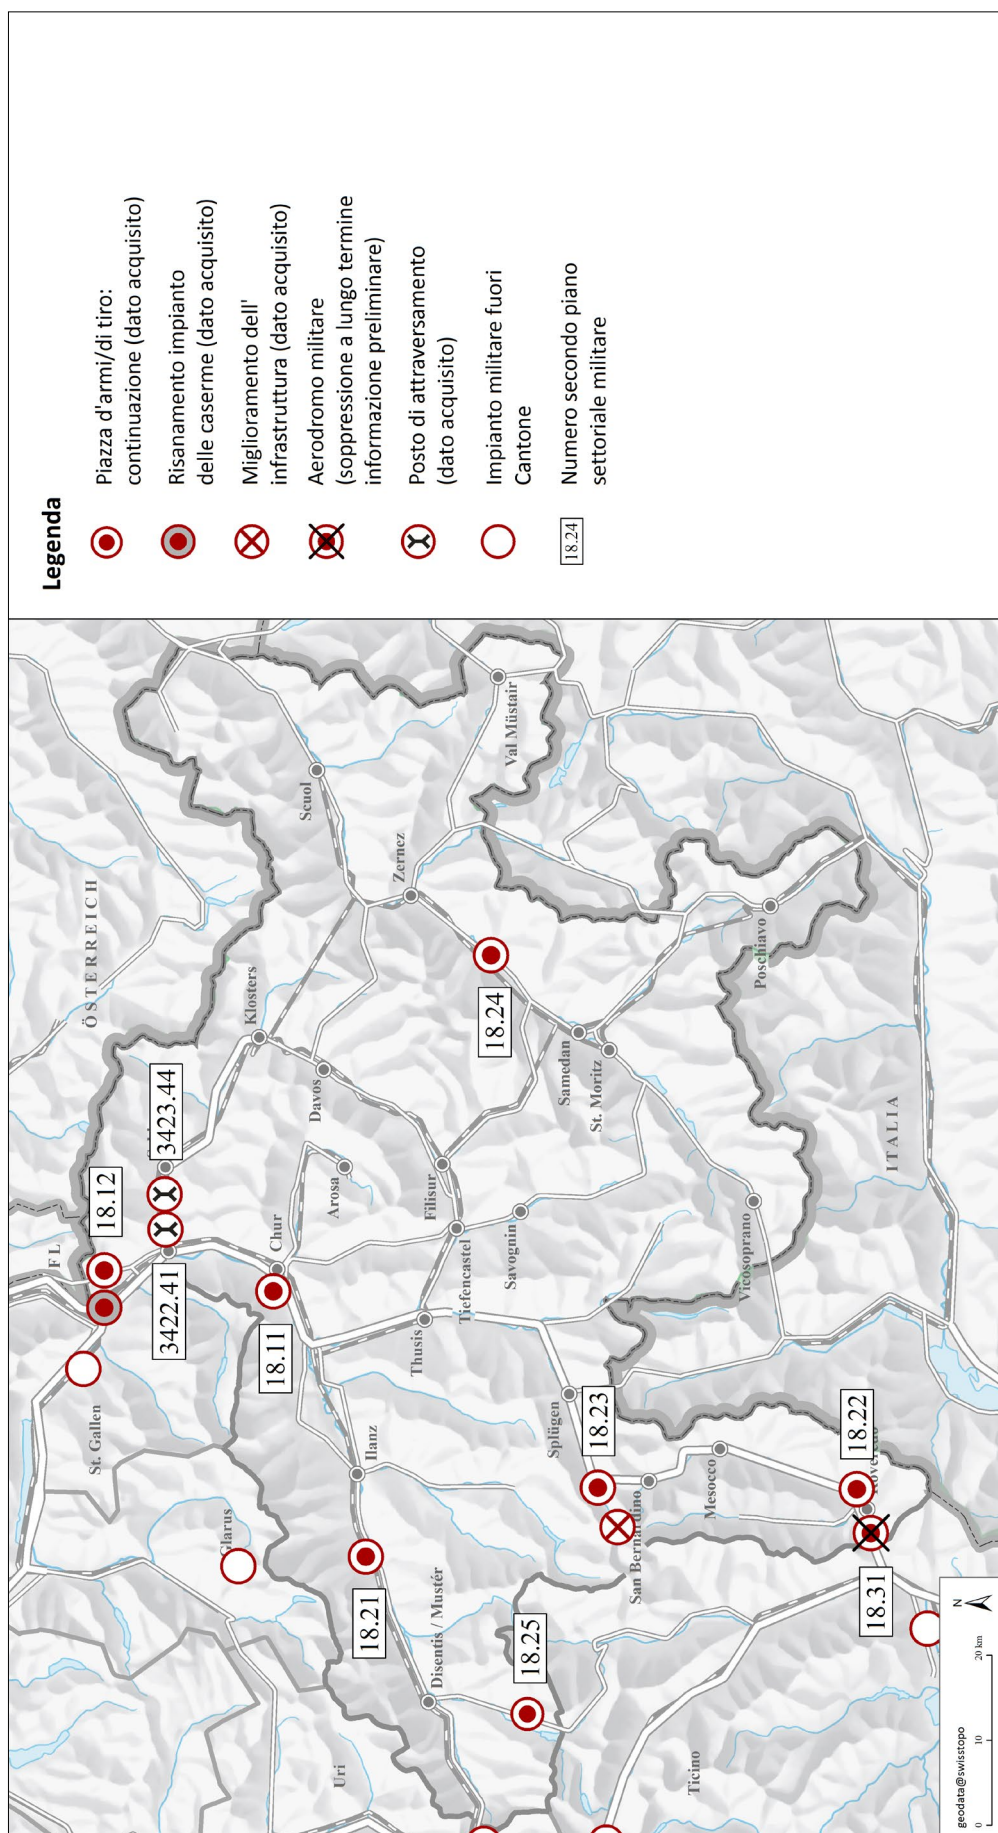 Legenda
Piazza d'armi/di tiro:
continuazione (dato acquisito)
Risanamento impianto
delle caserme (dato acquisito)
Miglioramento dell'
infrastruttura (dato acquisito)
Aerodromo militare
(soppressione a lungo termine
informazione preliminare)
Posto di attraversamento
(dato acquisito)
Impianto militare fuori
Cantone
18.24
Numero secondo piano
settoriale militare
FL
ÖSTERREICH
18.12
3423.44
3422.41
St. Gallen
Glarus
Klosters
Scuol
Chur
18.11
Davos
Arosa
Zernez
Val Müstair
Ilanz
18.21
Thusis
Filisur
Tiefencastel
Savognin
18.24
Samedan
St. Moritz
Disentis / Mustér
Uri
18.25
Splügen
18.23
San Bernardino
Mesocco
Vicosoprano
Poschiavo
18.22
Roveredo
18.31
Ticino
ITALIA
N
0 10 20 km
geodata@swisstopo